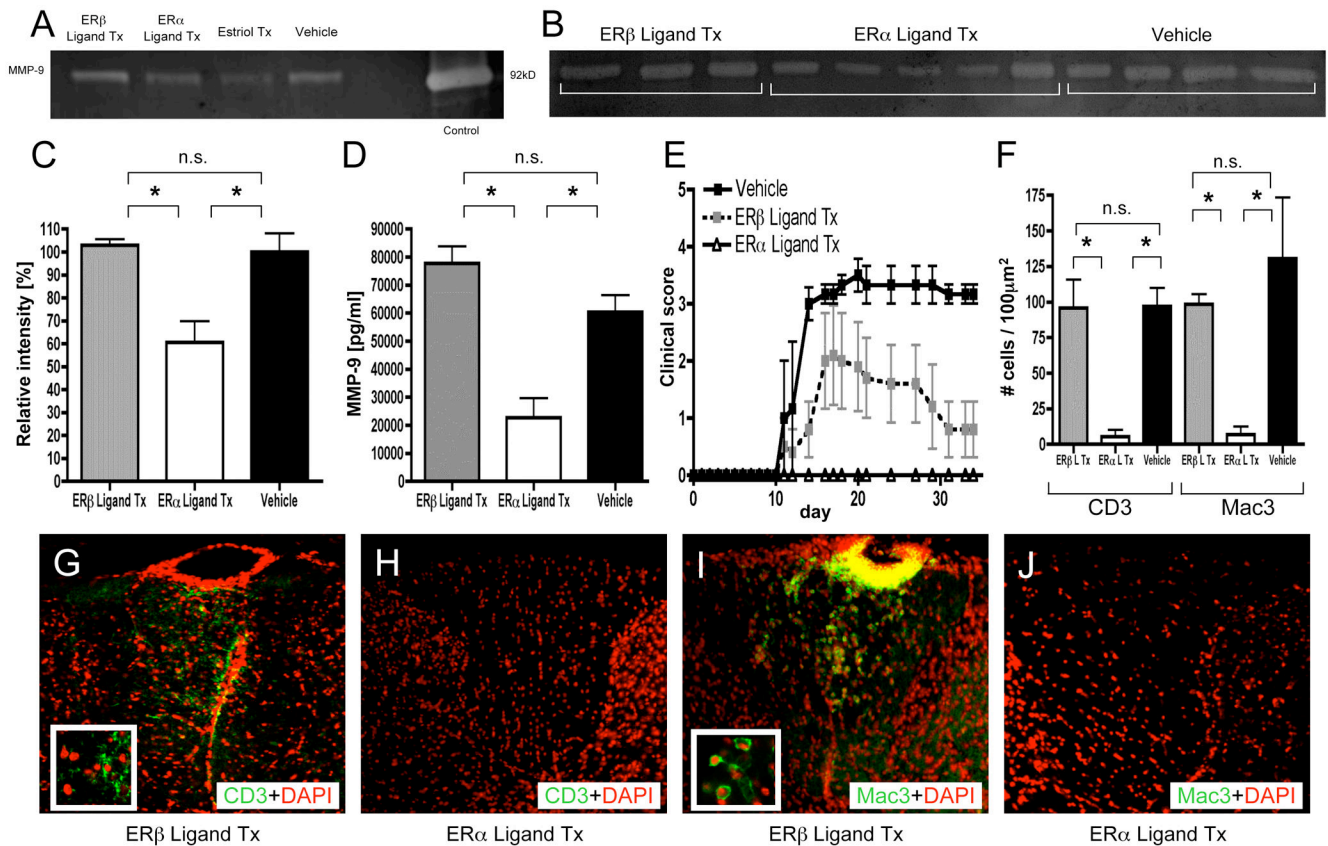 A
ERβ Ligand Tx
ERα Ligand Tx
Estriol Tx
Vehicle
MMP-9
92kD
Control
B
ERβ Ligand Tx
ERα Ligand Tx
Vehicle
C
n.s.
* *
Relative intensity [%]
110
100
90
80
70
60
50
40
30
20
10
0
ERβ Ligand Tx
ERα Ligand Tx
Vehicle
D
n.s.
* *
MMP-9 [pg/ml]
90000
80000
70000
60000
50000
40000
30000
20000
10000
0
ERβ Ligand Tx
ERα Ligand Tx
Vehicle
E
Vehicle
ERβ Ligand Tx
ERα Ligand Tx
Clinical score
5
4
3
2
1
0
0 10 20 30
day
F
n.s.
* *
n.s.
* *
# cells / 100µm²
200
175
150
125
100
75
50
25
0
ERβ L Tx
ERα L Tx
Vehicle
ERβ L Tx
ERα L Tx
Vehicle
CD3
Mac3
G
CD3+DAPI
ERβ Ligand Tx
H
CD3+DAPI
ERα Ligand Tx
I
Mac3+DAPI
ERβ Ligand Tx
J
Mac3+DAPI
ERα Ligand Tx